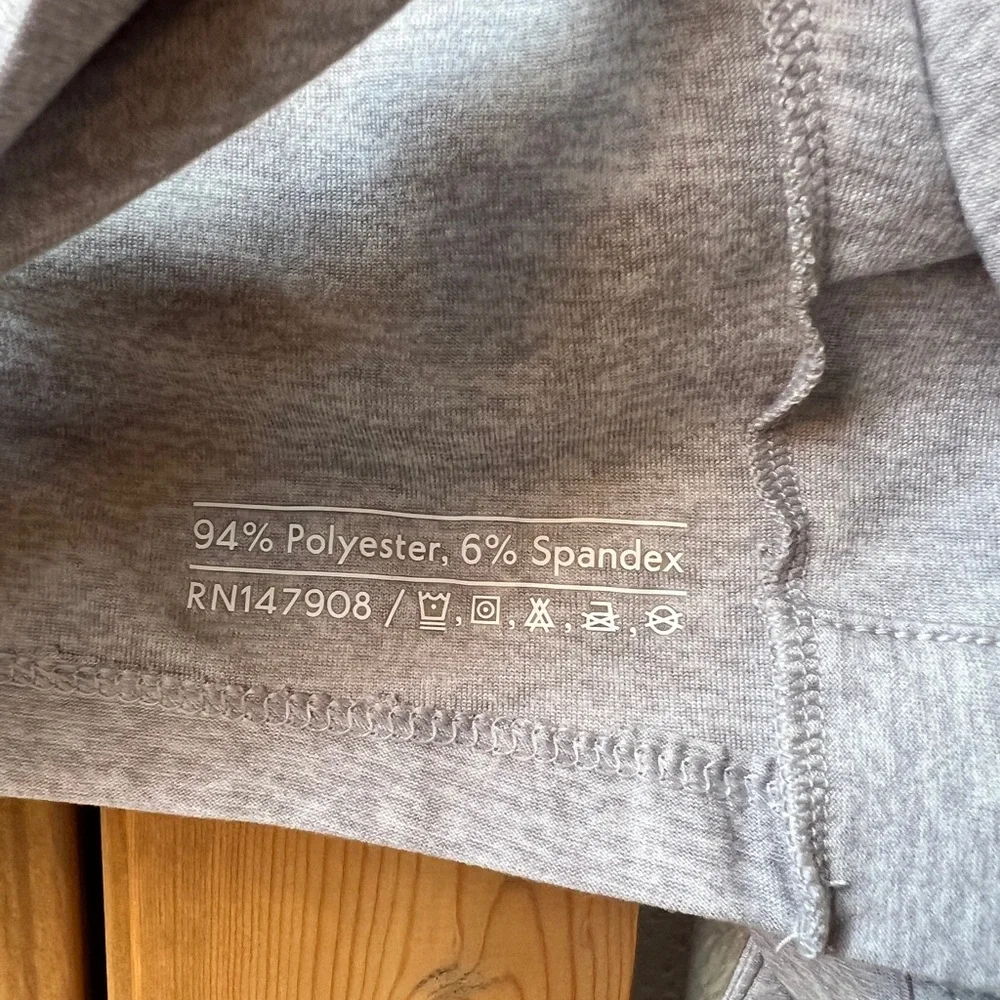 94% Polyester, 6% Spandex
RN147908 / , , , ,